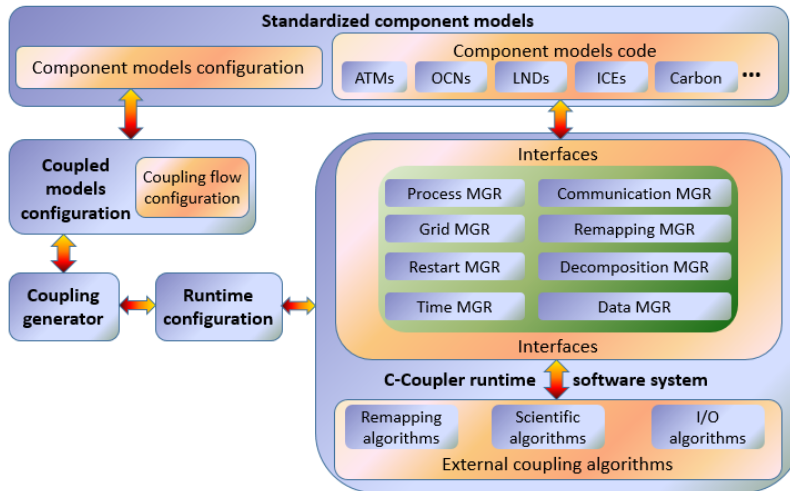 Standardized component models
Component models configuration
Component models code
ATMs OCNs LNDs ICEs Carbon •••
Coupled
models
configuration
Coupling flow
configuration
Coupling
generator
Runtime
configuration
Interfaces
Process MGR Communication MGR
Grid MGR Remapping MGR
Restart MGR Decomposition MGR
Time MGR Data MGR
Interfaces
C-Coupler runtime software system
Remapping
algorithms
Scientific
algorithms
I/O
algorithms
External coupling algorithms